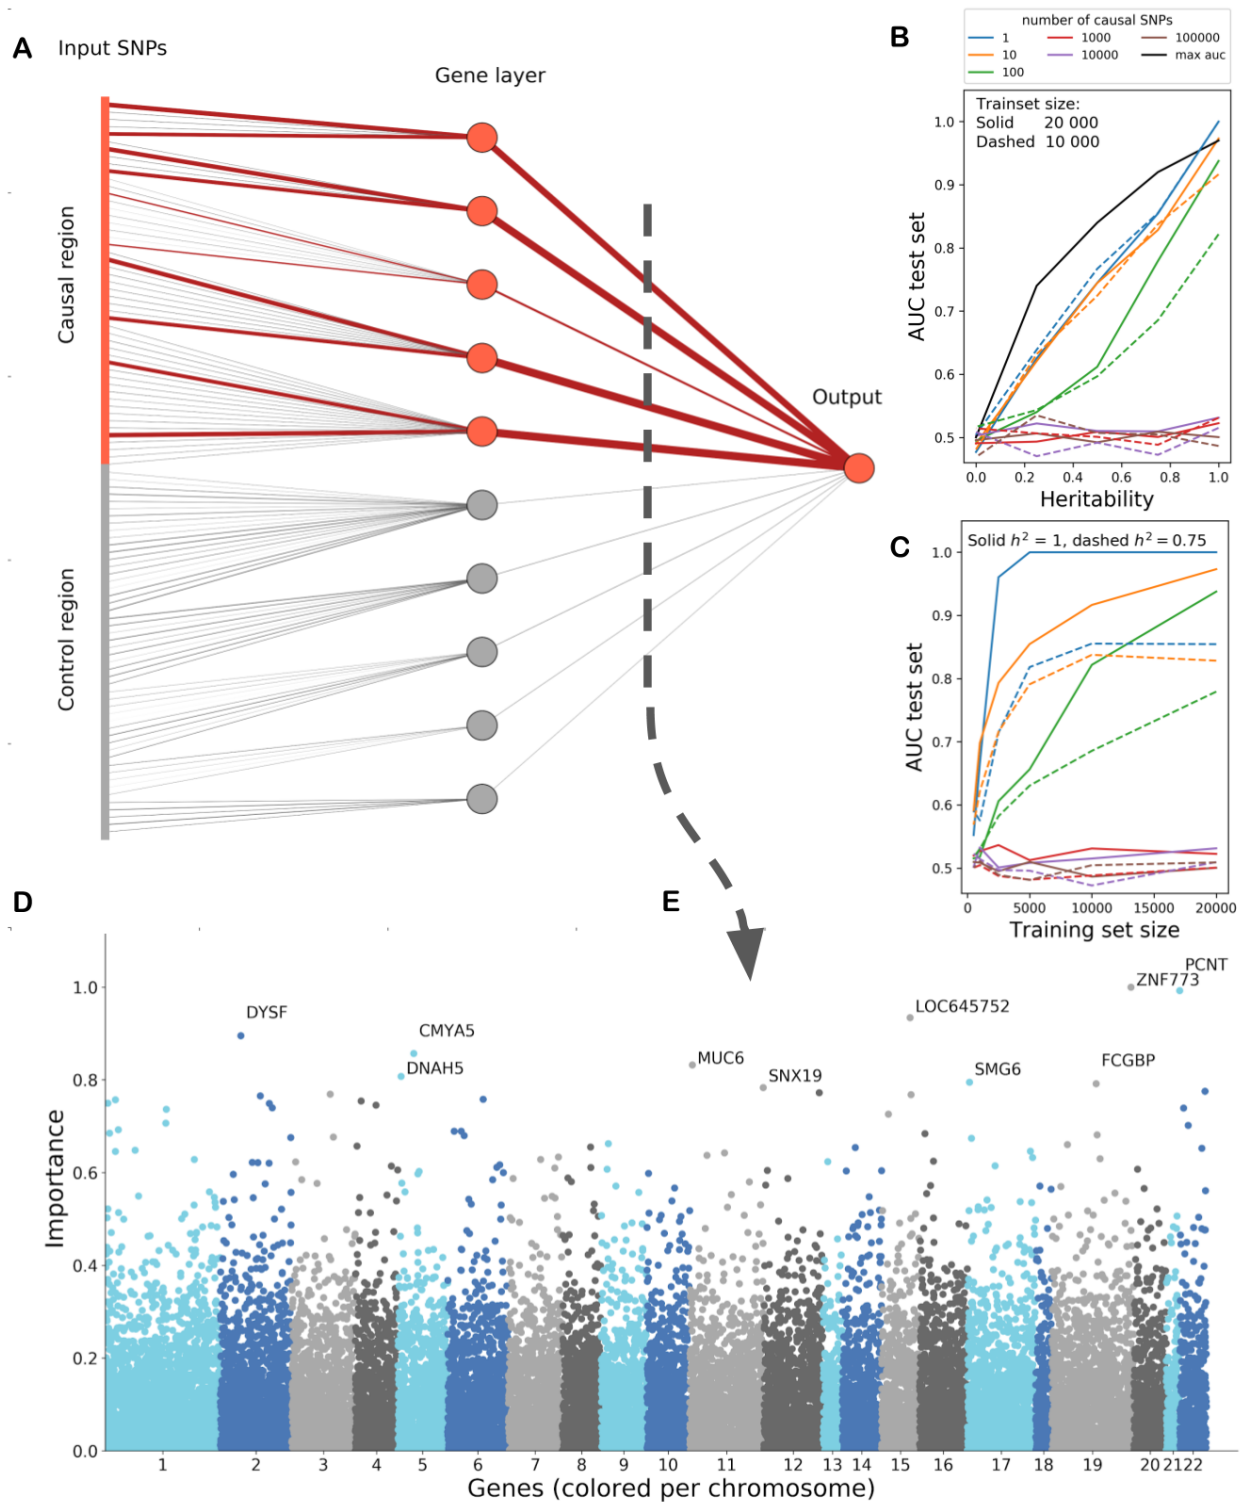 A
Input SNPs
Gene layer
Causal region
Control region
Output
B
number of causal SNPs
1
10
100
1000
10000
100000
max auc
Trainset size:
Solid 20 000
Dashed 10 000
AUC test set
1.0
0.9
0.8
0.7
0.6
0.5
0.0 0.2 0.4 0.6 0.8 1.0
Heritability
C
Solid h² = 1, dashed h² = 0.75
AUC test set
1.0
0.9
0.8
0.7
0.6
0.5
0 5000 10000 15000 20000
Training set size
D
E
Importance
1.0
0.8
0.6
0.4
0.2
0.0
DYSF
CMYA5
DNAH5
MUC6
SNX19
LOC645752
SMG6
FCGBP
ZNF773
PCNT
1 2 3 4 5 6 7 8 9 10 11 12 13 14 15 16 17 18 19 20 21 22
Genes (colored per chromosome)